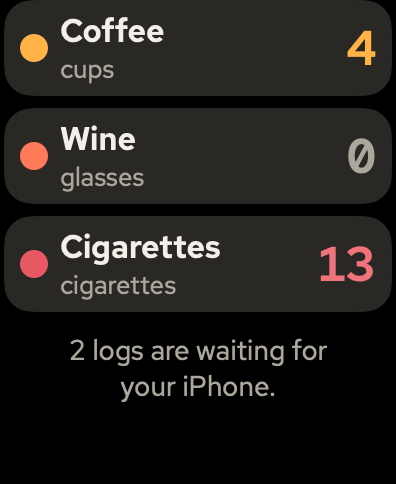 Coffee
cups
4
Wine
glasses
0
Cigarettes
cigarettes
13
2 logs are waiting for
your iPhone.